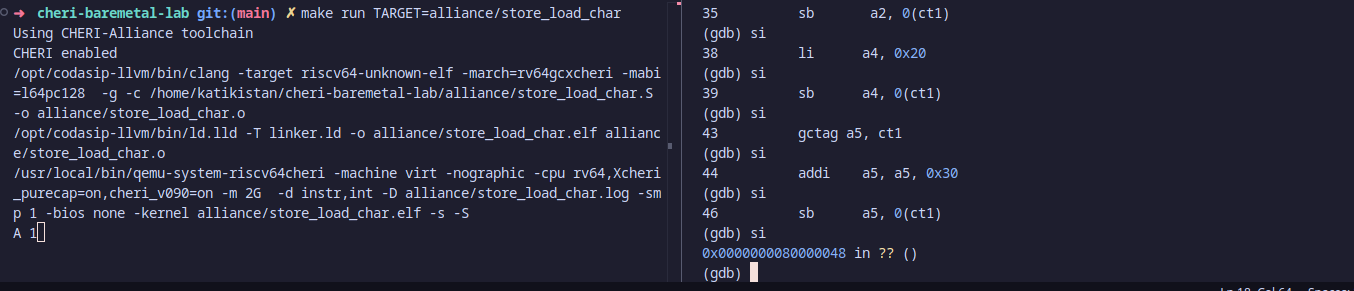 ➜ cheri-baremetal-lab git:(main) ✗ make run TARGET=alliance/store_load_char
Using CHERI-Alliance toolchain
CHERI enabled
/opt/codasip-llvm/bin/clang -target riscv64-unknown-elf -march=rv64gcxcheri -mabi
=l64pc128  -g -c /home/katikistan/cheri-baremetal-lab/alliance/store_load_char.S
-o alliance/store_load_char.o
/opt/codasip-llvm/bin/ld.lld -T linker.ld -o alliance/store_load_char.elf allianc
e/store_load_char.o
/usr/local/bin/qemu-system-riscv64cheri -machine virt -nographic -cpu rv64,Xcheri
_purecap=on,cheri_v090=on -m 2G  -d instr,int -D alliance/store_load_char.log -sm
p 1 -bios none -kernel alliance/store_load_char.elf -s -S
A 1
35 sb a2, 0(ct1)
(gdb) si
38 li a4, 0x20
(gdb) si
39 sb a4, 0(ct1)
(gdb) si
43 gctag a5, ct1
(gdb) si
44 addi a5, a5, 0x30
(gdb) si
46 sb a5, 0(ct1)
(gdb) si
0x0000000080000048 in ?? ()
(gdb)